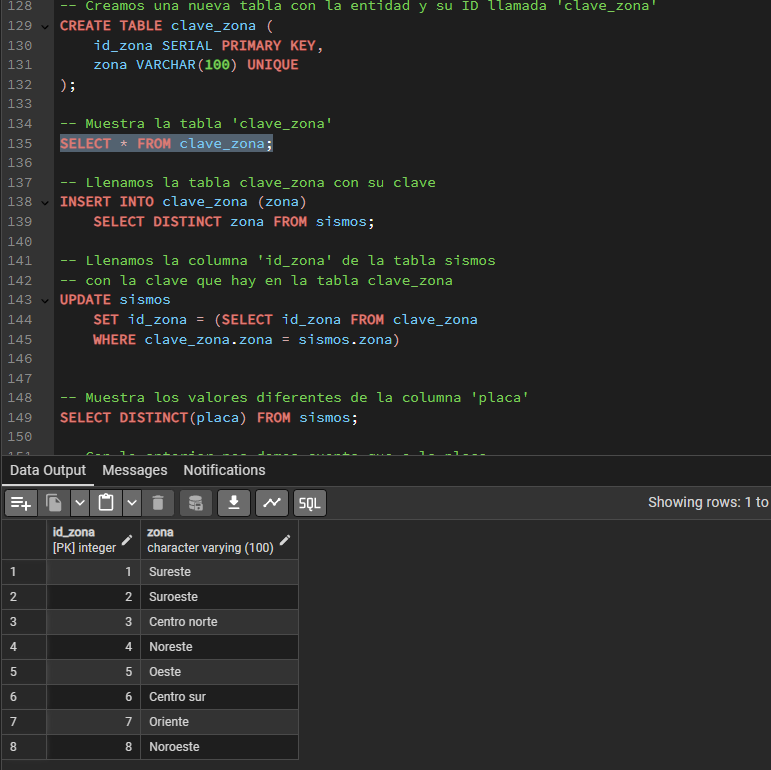 128 -- Creamos una nueva tabla con la entidad y su ID llamada 'clave_zona'
129 CREATE TABLE clave_zona (
130 id_zona SERIAL PRIMARY KEY,
131 zona VARCHAR(100) UNIQUE
132 );
133
134 -- Muestra la tabla 'clave_zona'
135 SELECT * FROM clave_zona;
136
137 -- Llenamos la tabla clave_zona con su clave
138 INSERT INTO clave_zona (zona)
139 SELECT DISTINCT zona FROM sismos;
140
141 -- Llenamos la columna 'id_zona' de la tabla sismos
142 -- con la clave que hay en la tabla clave_zona
143 UPDATE sismos
144 SET id_zona = (SELECT id_zona FROM clave_zona
145 WHERE clave_zona.zona = sismos.zona)
146
147
148 -- Muestra los valores diferentes de la columna 'placa'
149 SELECT DISTINCT(placa) FROM sismos;
150
Data Output Messages Notifications
SQL Showing rows: 1 to
id_zona zona
[PK] integer character varying (100)
1 1 Sureste
2 2 Suroeste
3 3 Centro norte
4 4 Noreste
5 5 Oeste
6 6 Centro sur
7 7 Oriente
8 8 Noroeste